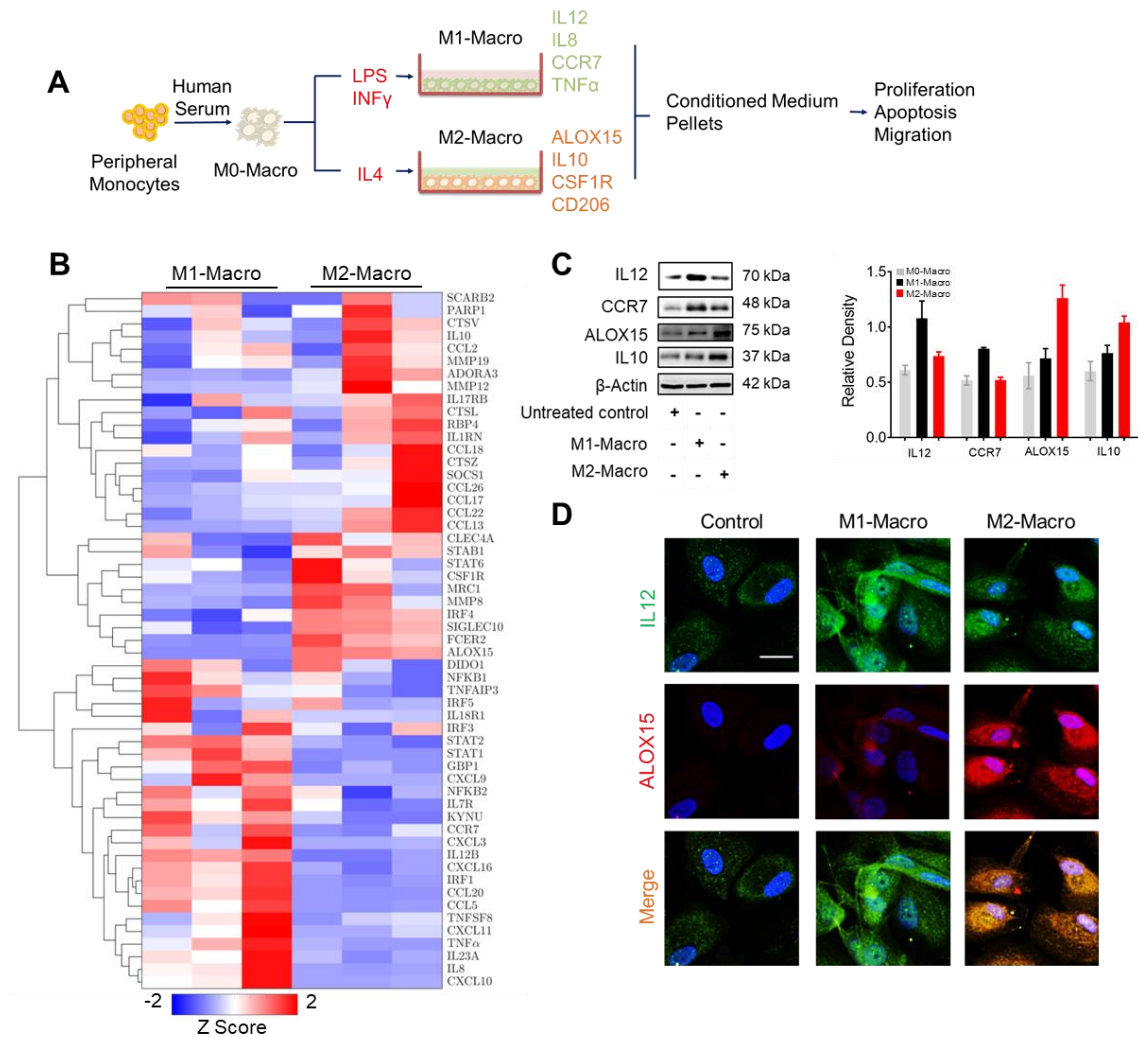 A
Peripheral
Monocytes
Human
Serum
M0-Macro
LPS
INFγ
IL4
M1-Macro
IL12
IL8
CCR7
TNFα
M2-Macro
ALOX15
IL10
CSF1R
CD206
Conditioned Medium
Pellets
Proliferation
Apoptosis
Migration
B
M1-Macro M2-Macro
SCARB2
PARP1
CTSV
IL10
CCL2
MMP19
ADORA3
MMP12
IL17RB
CTSL
RBP4
IL1RN
CCL18
CTSZ
SOCS1
CCL26
CCL17
CCL22
CCL13
CLEC4A
STAB1
STAT6
CSF1R
MRC1
MMP8
IRF4
SIGLEC10
FCER2
ALOX15
DIDO1
NFKB1
TNFAIP3
IRF5
IL18R1
IRF3
STAT2
STAT1
GBP1
CXCL9
NFKB2
IL7R
KYNU
CCR7
CXCL3
IL12B
CXCL16
IRF1
CCL20
CCL5
TNFSF8
CXCL11
TNFα
IL23A
IL8
CXCL10
-2 2
Z Score
C
IL12 70 kDa
CCR7 48 kDa
ALOX15 75 kDa
IL10 37 kDa
β-Actin 42 kDa
Untreated control + - -
M1-Macro - + -
M2-Macro - - +
Relative Density
1.5
1.0
0.5
0.0
M0-Macro
M1-Macro
M2-Macro
IL12 CCR7 ALOX15 IL10
D
Control M1-Macro M2-Macro
IL12
ALOX15
Merge